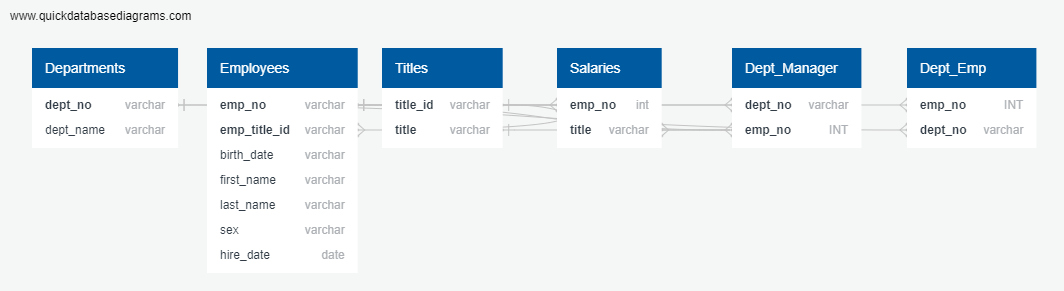 www.quickdatabasediagrams.com
Departments
dept_no varchar
dept_name varchar
Employees
emp_no varchar
emp_title_id varchar
birth_date varchar
first_name varchar
last_name varchar
sex varchar
hire_date date
Titles
title_id varchar
title varchar
Salaries
emp_no int
title varchar
Dept_Manager
dept_no varchar
emp_no INT
Dept_Emp
emp_no INT
dept_no varchar